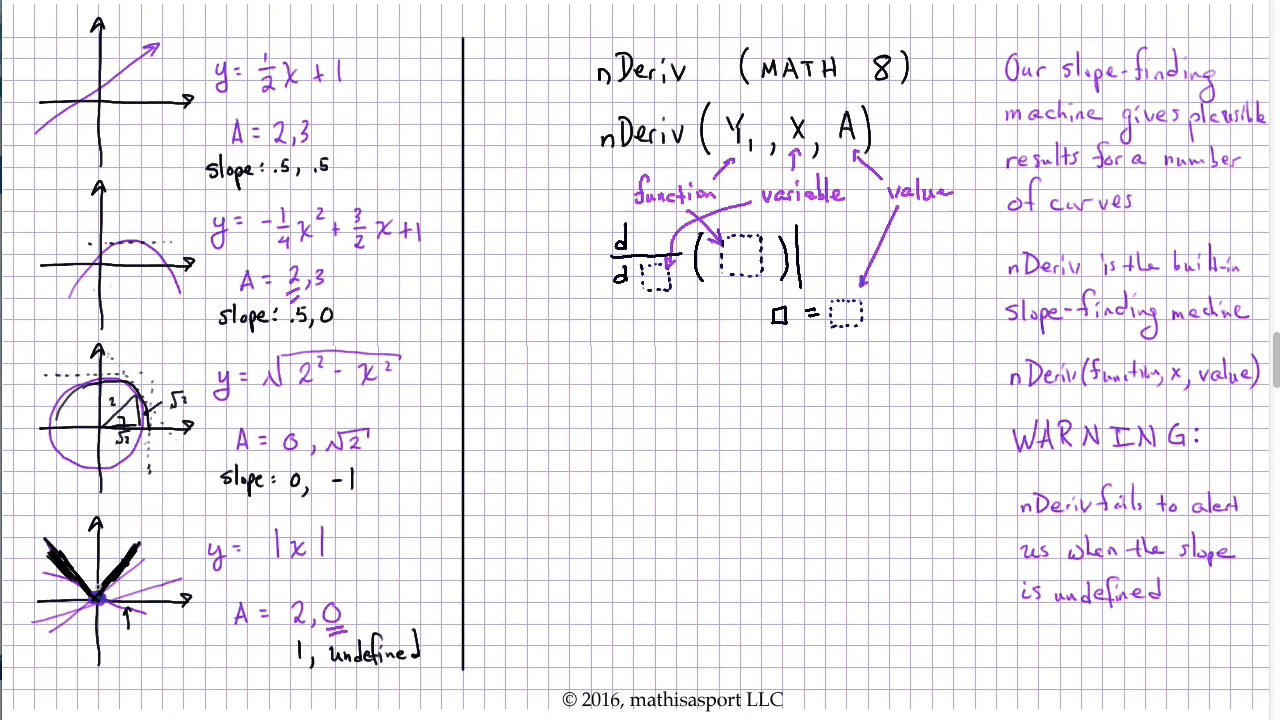 y = 1/2 x + 1
A = 2,3
slope: .5, .5
y = -1/4 x² + 3/2 x + 1
A = 2,3
slope: .5, 0
2
√2
√2
y = √(2² - x²)
A = 0, √2
slope: 0, -1
y = |x|
A = 2, 0
1, undefined
nDeriv (MATH 8)
nDeriv (Y₁, X, A)
function variable value
d
d □ (□)|
□ = □
Our slope-finding
machine gives plausible
results for a number
of curves
nDeriv is the built-in
slope-finding machine
nDeriv(function, x, value)
WARNING:
nDeriv fails to alert
us when the slope
is undefined
© 2016, mathisasport LLC